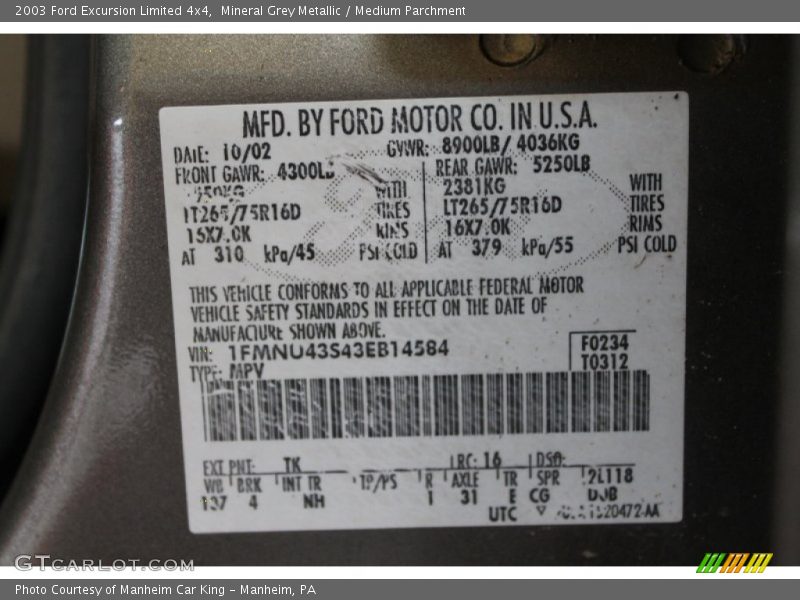 2003 Ford Excursion Limited 4x4, Mineral Grey Metallic / Medium Parchment
MFD. BY FORD MOTOR CO. IN U.S.A.
DATE: 10/02 GVWR: 8900LB/ 4036KG
FRONT GAWR: 4300LB REAR GAWR: 5250LB
WITH 2381KG WITH
LT265/75R16D TIRES LT265/75R16D TIRES
16X7.0K RIMS 16X7.0K RIMS
AT 310 kPa/45 PSI COLD AT 379 kPa/55 PSI COLD
THIS VEHICLE CONFORMS TO ALL APPLICABLE FEDERAL MOTOR
VEHICLE SAFETY STANDARDS IN EFFECT ON THE DATE OF
MANUFACTURE SHOWN ABOVE.
VIN: 1FMNU43S43EB14584 F0234
TYPE: MPV T0312
EXT PNT: TK RC: 16 DSO:
WB BRK INT TR TP/PS R AXLE TR SPR
137 4 NH 1 31 E CG
UTC
GTCarLot.com
Photo Courtesy of Manheim Car King – Manheim, PA